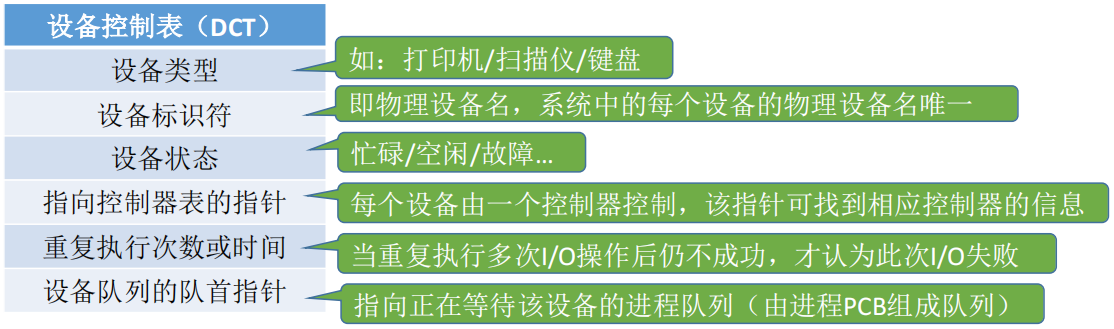 设备控制表（DCT）
设备类型
如：打印机/扫描仪/键盘
设备标识符
即物理设备名，系统中的每个设备的物理设备名唯一
设备状态
忙碌/空闲/故障…
指向控制器表的指针
每个设备由一个控制器控制，该指针可找到相应控制器的信息
重复执行次数或时间
当重复执行多次I/O操作后仍不成功，才认为此次I/O失败
设备队列的队首指针
指向正在等待该设备的进程队列（由进程PCB组成队列）